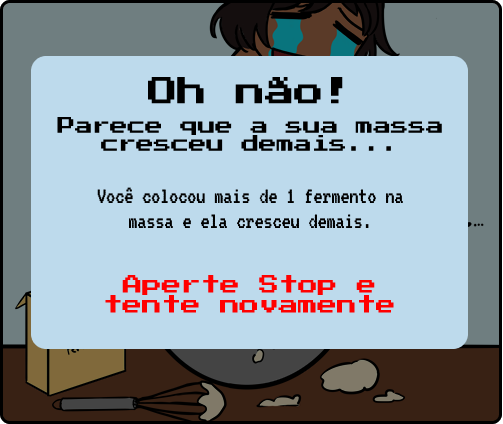 Oh não!
Parece que a sua massa
cresceu demais...
Você colocou mais de 1 fermento na
massa e ela cresceu demais.
Aperte Stop e
tente novamente